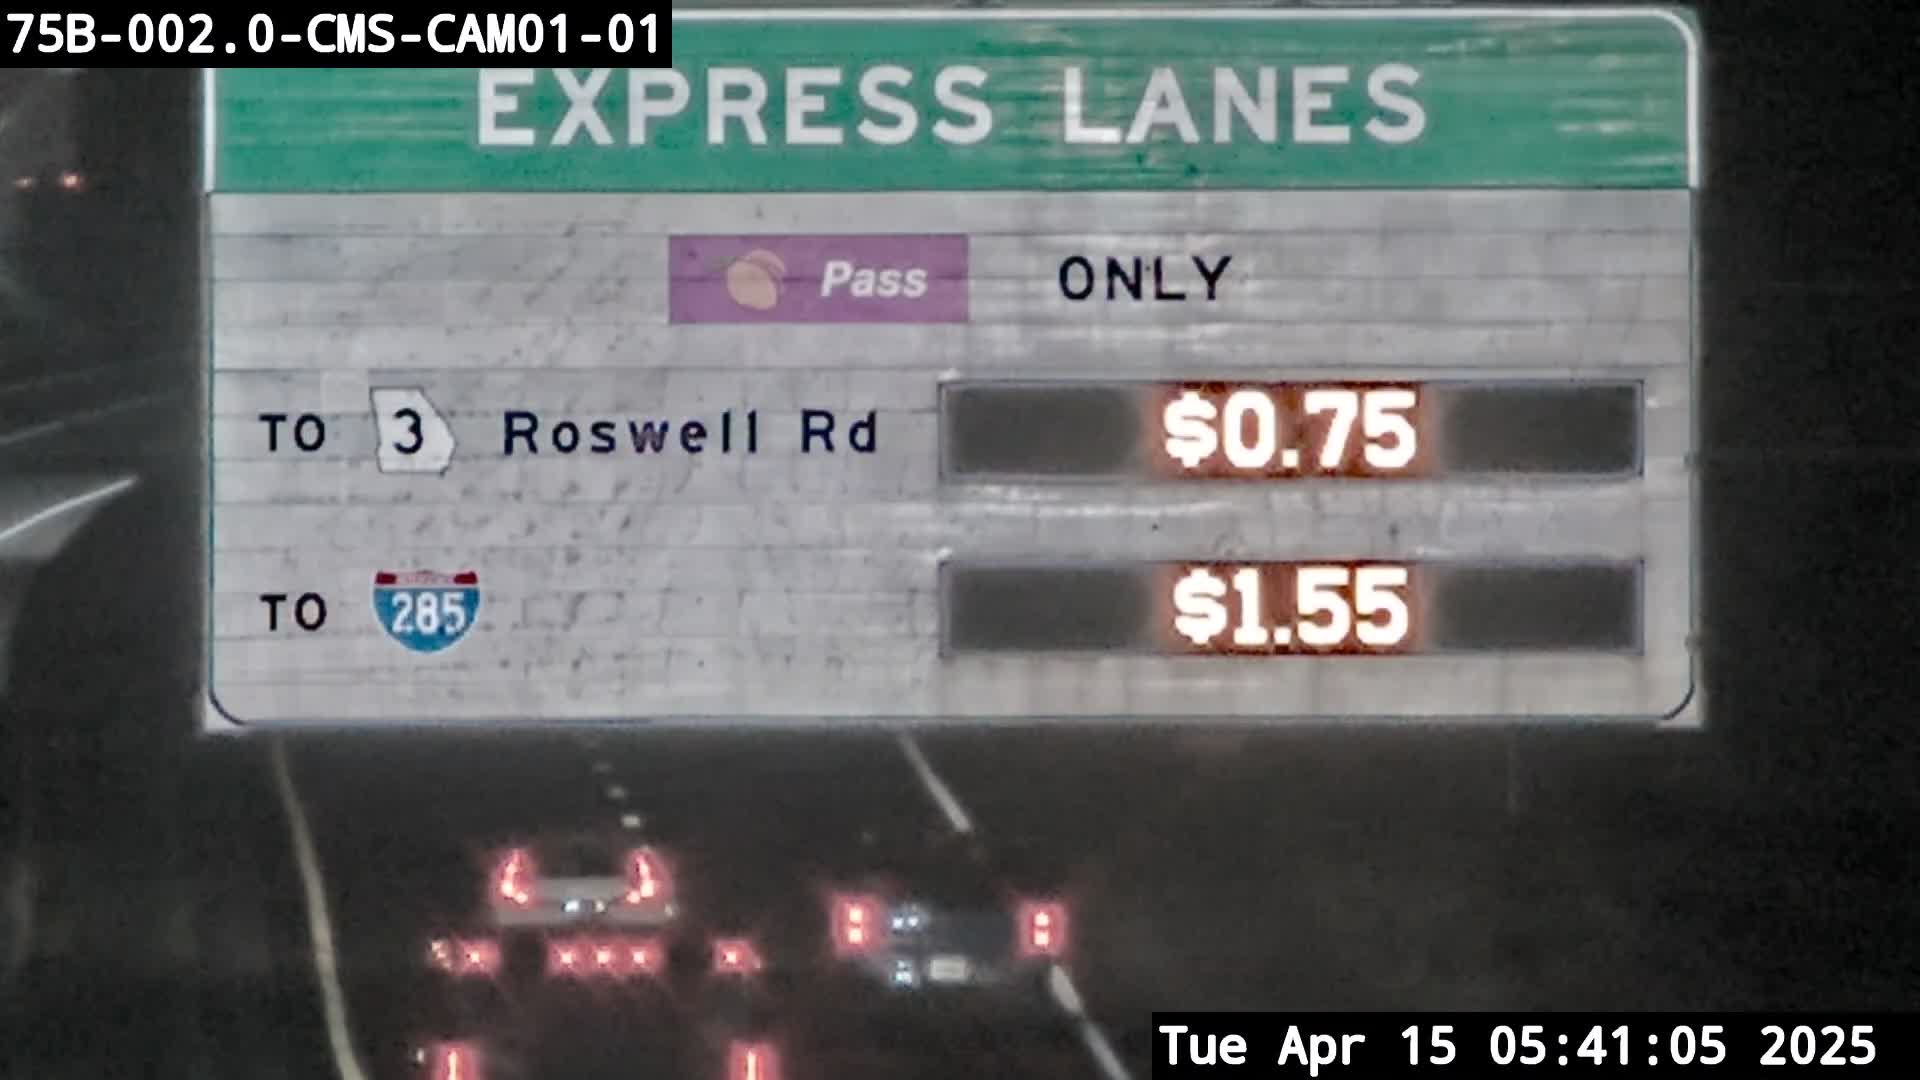 75B-002.0-CMS-CAM01-01
EXPRESS LANES
Pass ONLY
TO 3 Roswell Rd $0.75
TO 285 $1.55
Tue Apr 15 05:41:05 2025